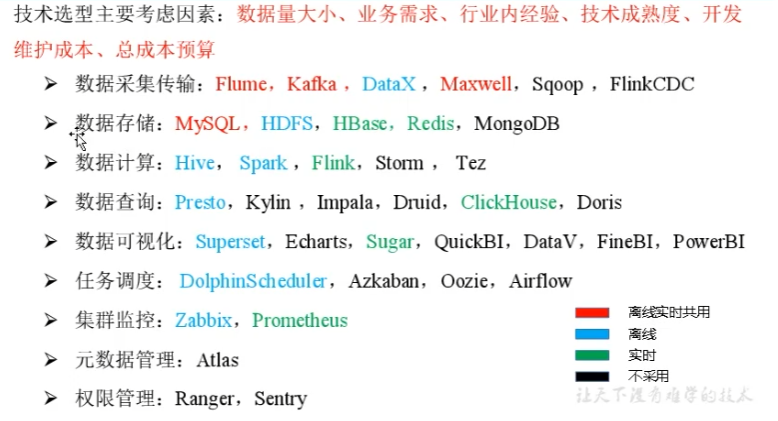 技术选型主要考虑因素：数据量大小、业务需求、行业内经验、技术成熟度、开发
维护成本、总成本预算
➢ 数据采集传输：Flume，Kafka，DataX，Maxwell，Sqoop，FlinkCDC
➢ 数据存储：MySQL，HDFS，HBase，Redis，MongoDB
➢ 数据计算：Hive，Spark，Flink，Storm，Tez
➢ 数据查询：Presto，Kylin，Impala，Druid，ClickHouse，Doris
➢ 数据可视化：Superset，Echarts，Sugar，QuickBI，DataV，FineBI，PowerBI
➢ 任务调度：DolphinScheduler，Azkaban，Oozie，Airflow
➢ 集群监控：Zabbix，Prometheus
➢ 元数据管理：Atlas
➢ 权限管理：Ranger，Sentry
离线实时共用
离线
实时
不采用
让天下没有难学的技术